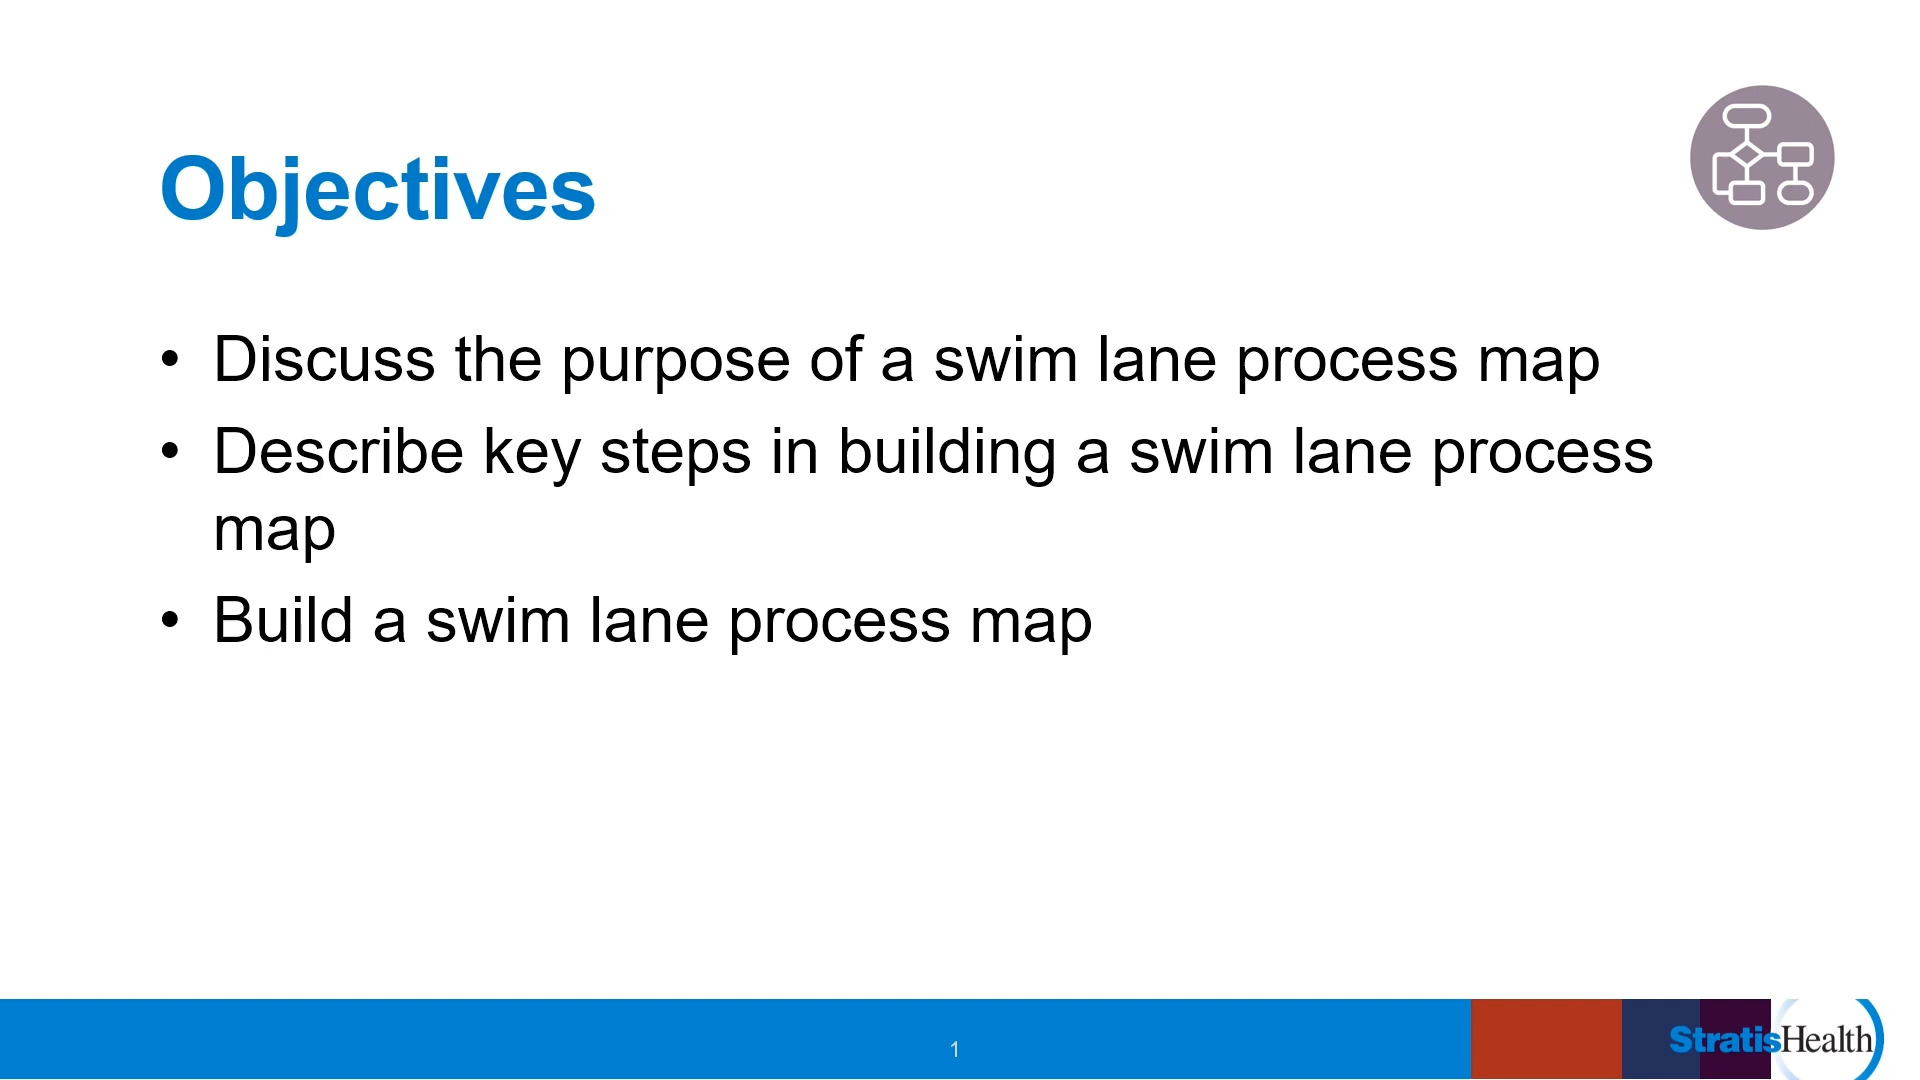 Objectives
• Discuss the purpose of a swim lane process map
• Describe key steps in building a swim lane process
map
• Build a swim lane process map
1
StratisHealth